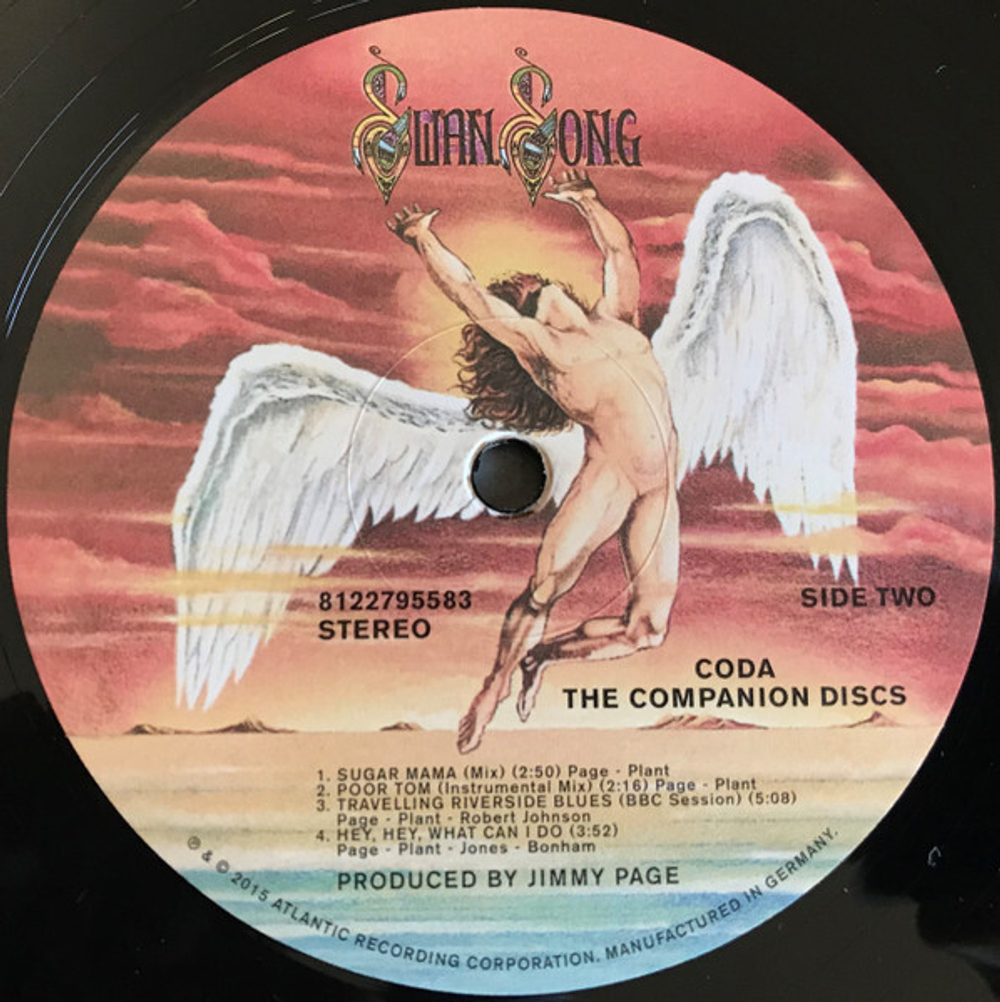 SWAN SONG
8122795583
STEREO
SIDE TWO
CODA
THE COMPANION DISCS
1. SUGAR MAMA (Mix) (2:50) Page - Plant
2. POOR TOM (Instrumental Mix) (2:16) Page - Plant
3. TRAVELLING RIVERSIDE BLUES (BBC Session) (5:08)
Page - Plant - Robert Johnson
4. HEY, HEY, WHAT CAN I DO (3:52)
Page - Plant - Jones - Bonham
PRODUCED BY JIMMY PAGE
℗ & © 2015 ATLANTIC RECORDING CORPORATION. MANUFACTURED IN GERMANY.